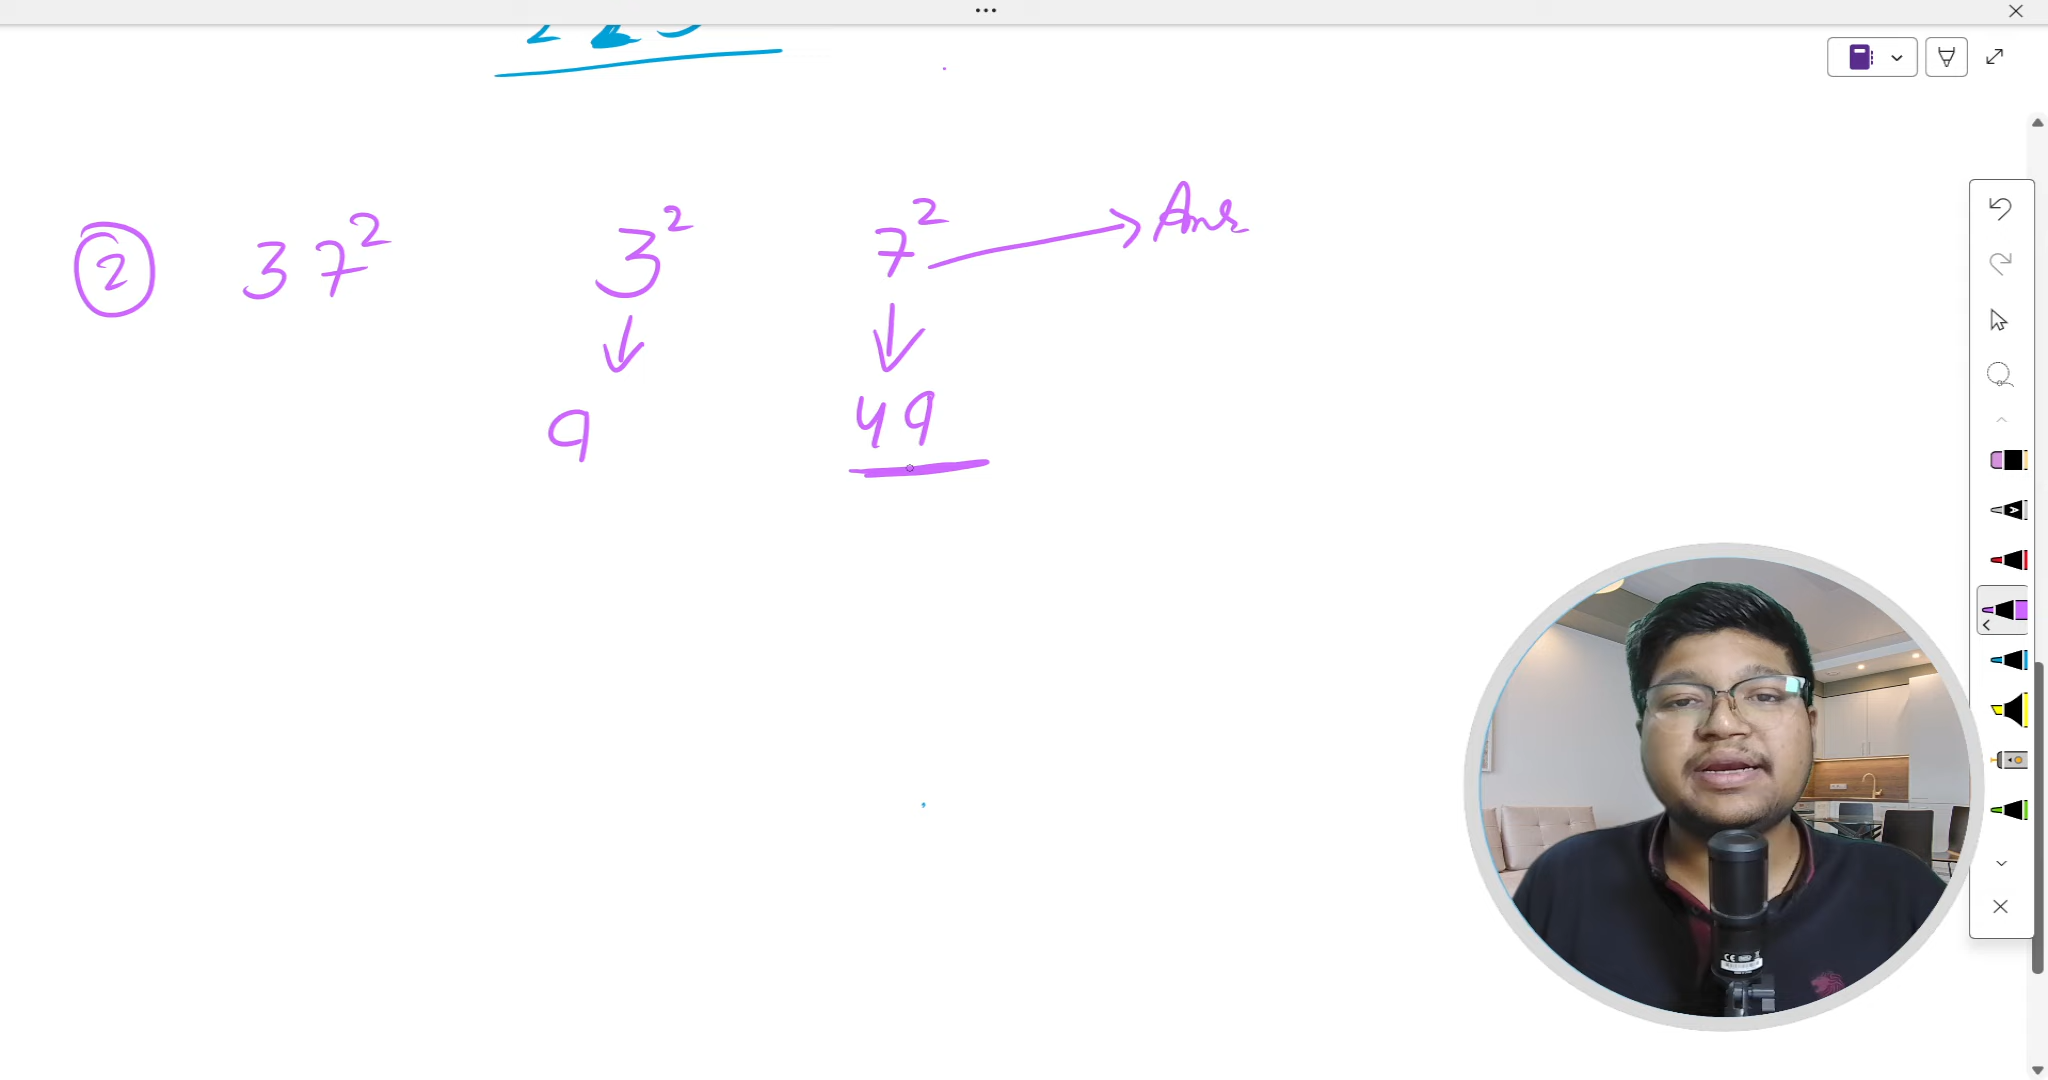 ② 37² 3² 7² → Ans
↓ ↓
9 49